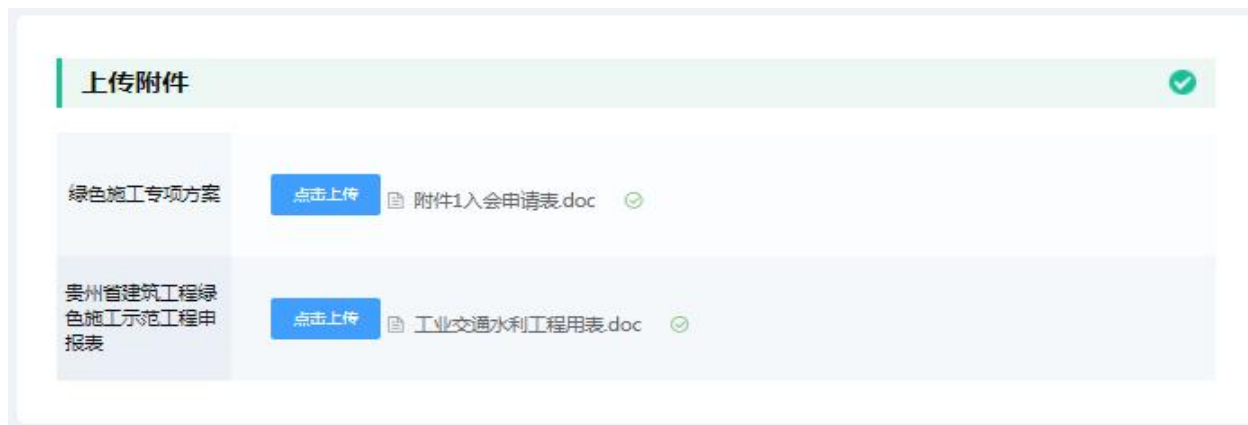 上传附件
绿色施工专项方案
点击上传 附件1入会申请表.doc
贵州省建筑工程绿
色施工示范工程申
报表
点击上传 工业交通水利工程用表.doc